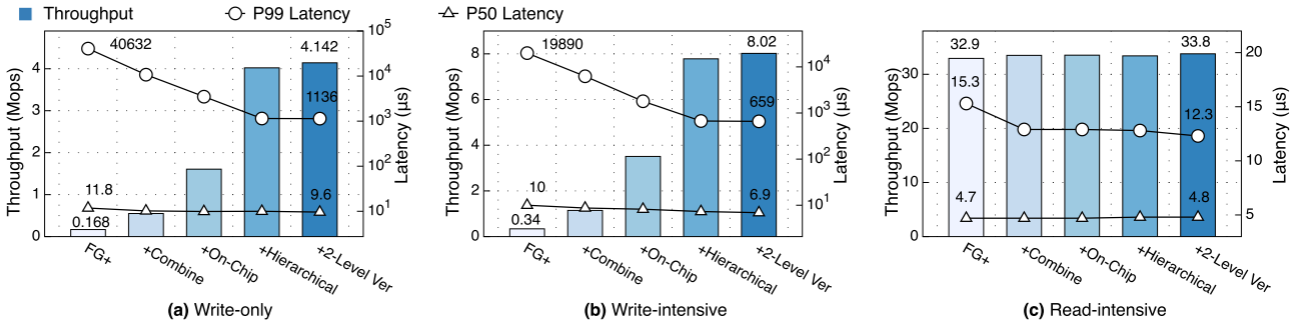 Throughput P99 Latency P50 Latency
Throughput (Mops)
0 1 2 3 4
40632
4.142
1136
11.8
9.6
0.168
10^1 10^2 10^3 10^4 10^5
Latency (μs)
FG+ +Combine +On-Chip +Hierarchical +2-Level Ver
(a) Write-only
Throughput (Mops)
0 2 4 6 8
19890
8.02
659
10
6.9
0.34
10^1 10^2 10^3 10^4
Latency (μs)
FG+ +Combine +On-Chip +Hierarchical +2-Level Ver
(b) Write-intensive
Throughput (Mops)
0 10 20 30
32.9
33.8
15.3
12.3
4.7
4.8
5 10 15 20
Latency (μs)
FG+ +Combine +On-Chip +Hierarchical +2-Level Ver
(c) Read-intensive